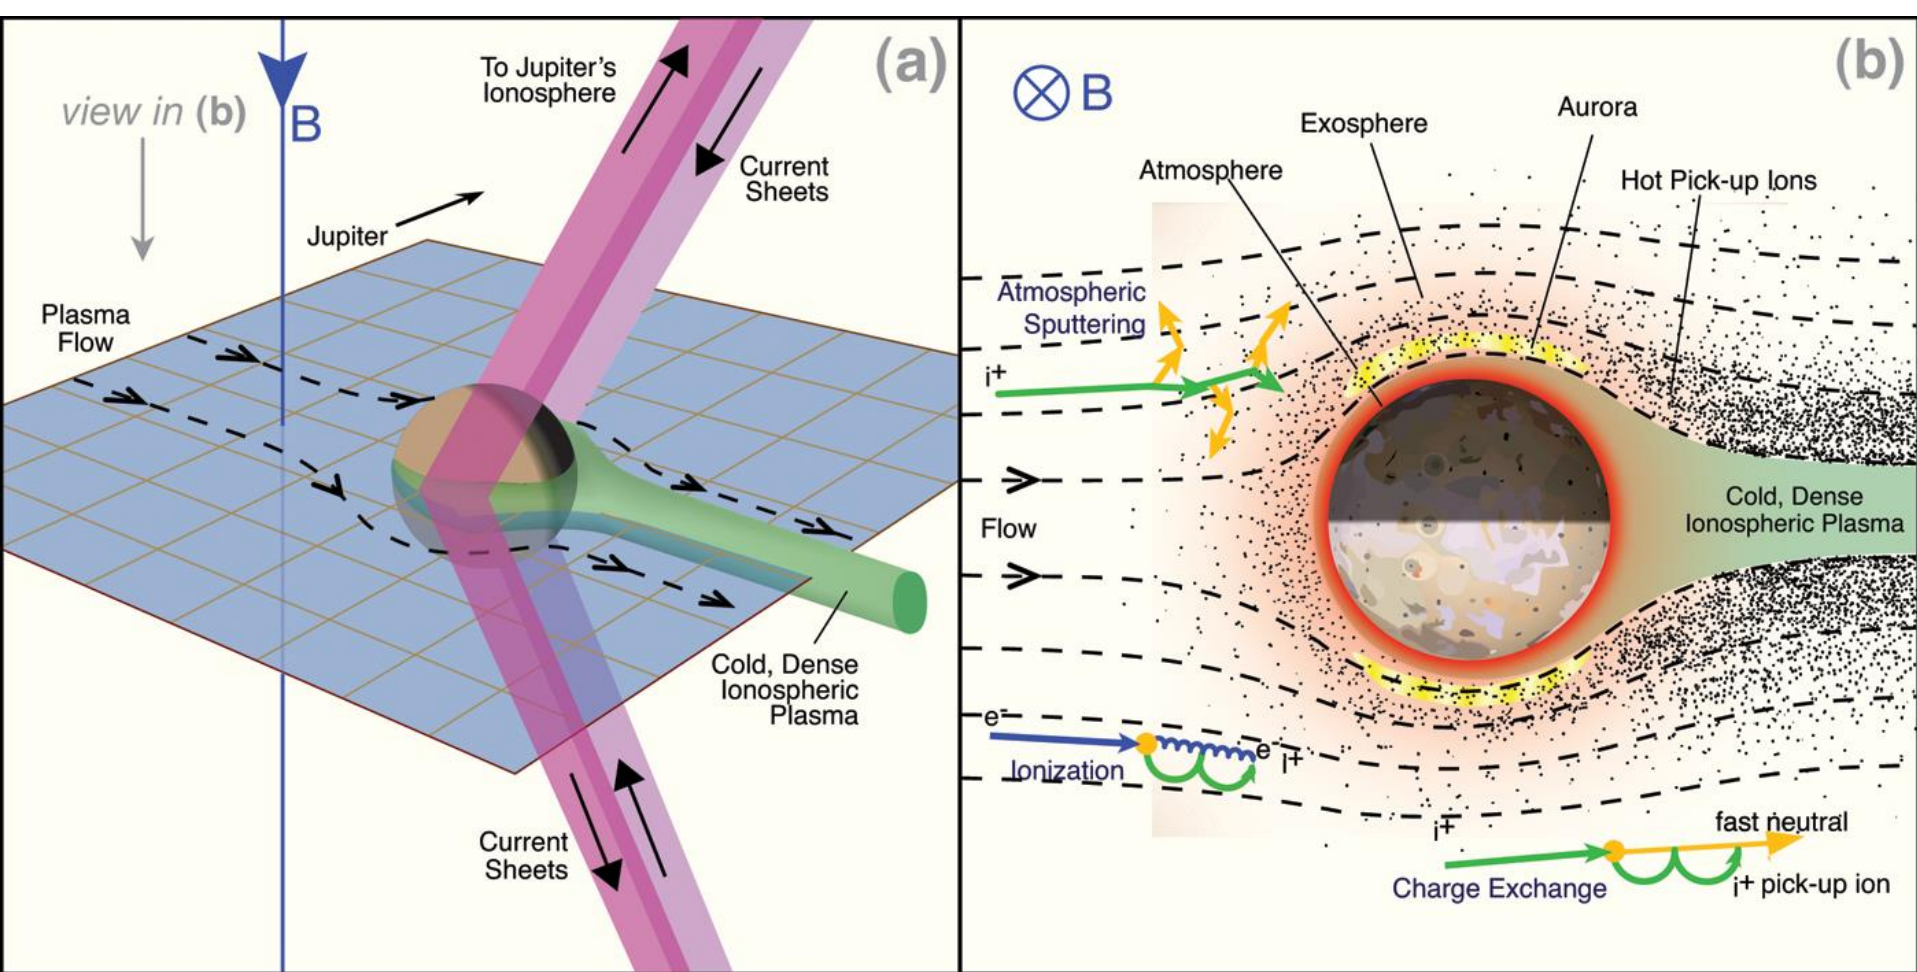 (a)
view in (b)
B
To Jupiter's
Ionosphere
Current
Sheets
Jupiter
Plasma
Flow
Cold, Dense
Ionospheric
Plasma
Current
Sheets
(b)
B
Aurora
Exosphere
Atmosphere
Hot Pick-up Ions
Atmospheric
Sputtering
i+
Flow
Cold, Dense
Ionospheric Plasma
e-
e-
i+
Ionization
i+
fast neutral
Charge Exchange
i+ pick-up ion